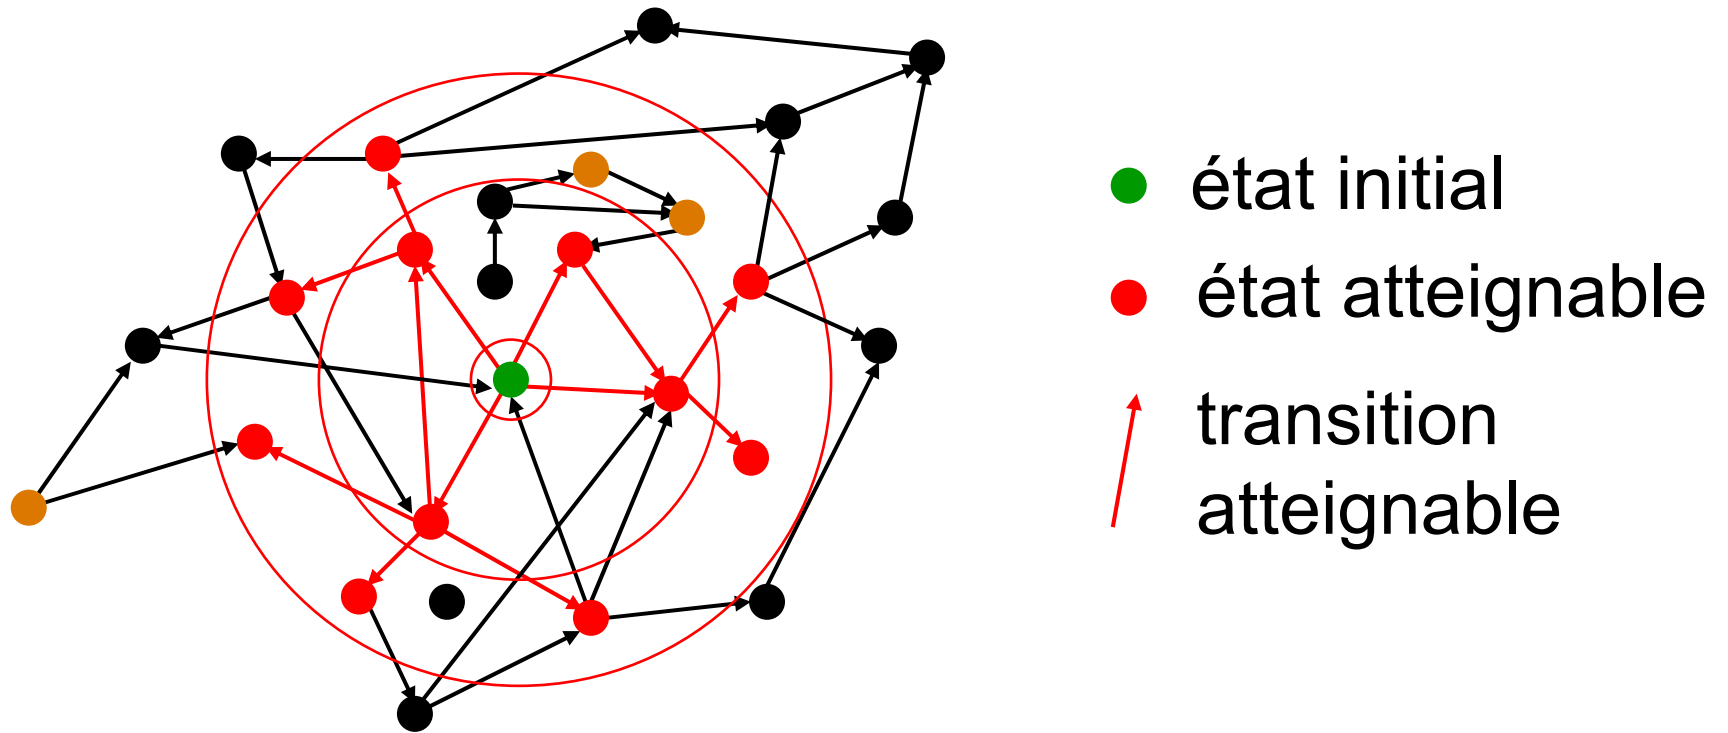 état initial
état atteignable
transition
atteignable